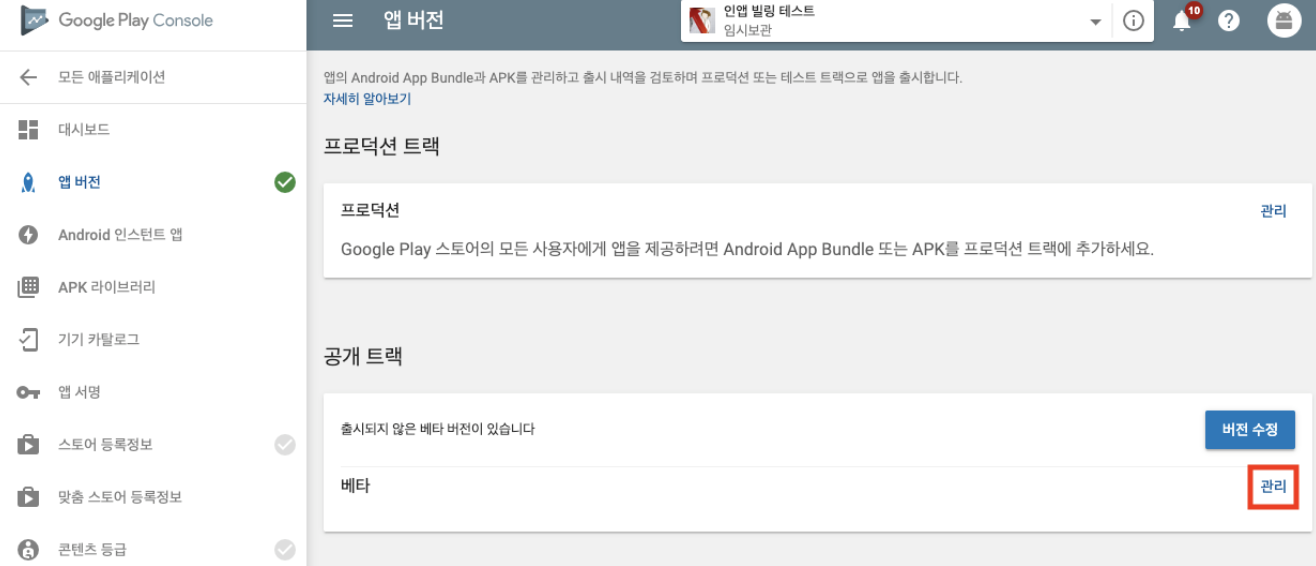 Google Play Console
앱 버전
인앱 빌링 테스트
임시보관
10
모든 애플리케이션
앱의 Android App Bundle과 APK를 관리하고 출시 내역을 검토하며 프로덕션 또는 테스트 트랙으로 앱을 출시합니다.
자세히 알아보기
대시보드
앱 버전
Android 인스턴트 앱
APK 라이브러리
기기 카탈로그
앱 서명
스토어 등록정보
맞춤 스토어 등록정보
콘텐츠 등급
프로덕션 트랙
프로덕션
관리
Google Play 스토어의 모든 사용자에게 앱을 제공하려면 Android App Bundle 또는 APK를 프로덕션 트랙에 추가하세요.
공개 트랙
출시되지 않은 베타 버전이 있습니다
버전 수정
베타
관리